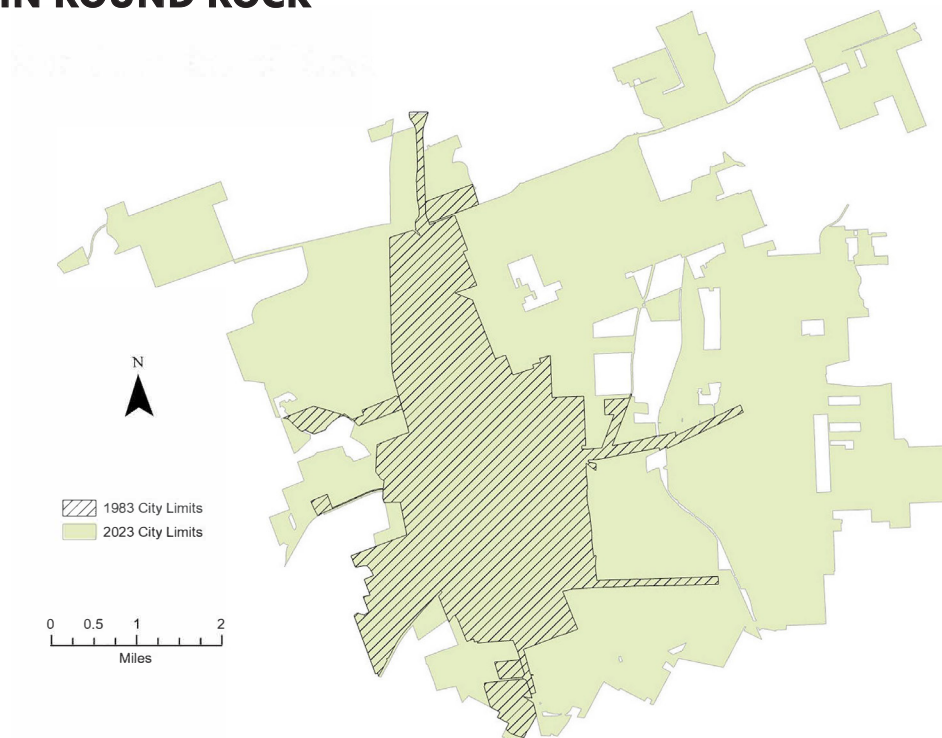 IN ROUND ROCK
N
1983 City Limits
2023 City Limits
0 0.5 1 2
Miles